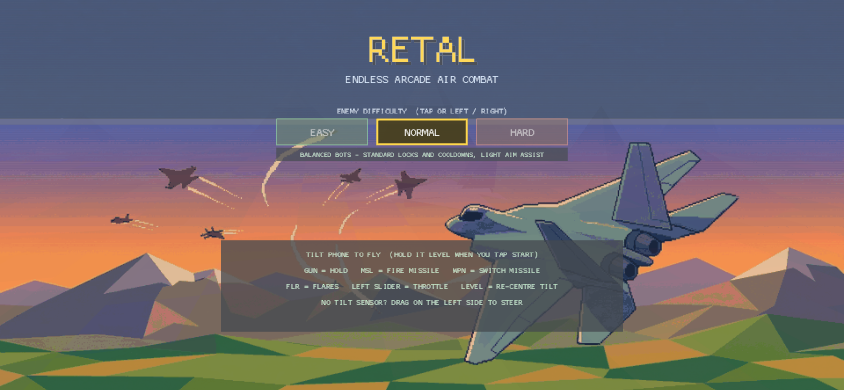 RETAL
ENDLESS ARCADE AIR COMBAT
ENEMY DIFFICULTY (TAP OR LEFT / RIGHT)
EASY NORMAL HARD
BALANCED BOTS - STANDARD LOCKS AND COOLDOWNS, LIGHT AIM ASSIST
TILT PHONE TO FLY (HOLD IT LEVEL WHEN YOU TAP START)
GUN = HOLD MSL = FIRE MISSILE WPN = SWITCH MISSILE
FLR = FLARES LEFT SLIDER = THROTTLE LEVEL = RE-CENTRE TILT
NO TILT SENSOR? DRAG ON THE LEFT SIDE TO STEER